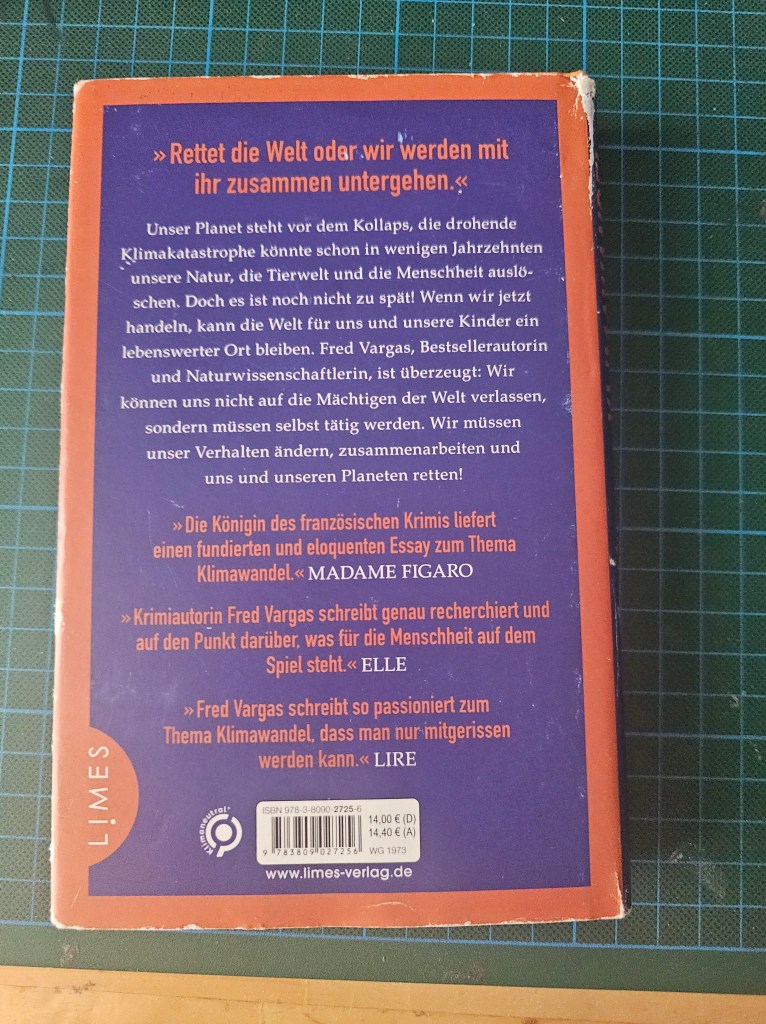 »Rettet die Welt oder wir werden mit
ihr zusammen untergehen.«
Unser Planet steht vor dem Kollaps, die drohende
Klimakatastrophe könnte schon in wenigen Jahrzehnten
unsere Natur, die Tierwelt und die Menschheit auslö-
schen. Doch es ist noch nicht zu spät! Wenn wir jetzt
handeln, kann die Welt für uns und unsere Kinder ein
lebenswerter Ort bleiben. Fred Vargas, Bestsellerautorin
und Naturwissenschaftlerin, ist überzeugt: Wir
können uns nicht auf die Mächtigen der Welt verlassen,
sondern müssen selbst tätig werden. Wir müssen
unser Verhalten ändern, zusammenarbeiten und
uns und unseren Planeten retten!
»Die Königin des französischen Krimis liefert
einen fundierten und eloquenten Essay zum Thema
Klimawandel.« MADAME FIGARO
»Krimiautorin Fred Vargas schreibt genau recherchiert und
auf den Punkt darüber, was für die Menschheit auf dem
Spiel steht.« ELLE
»Fred Vargas schreibt so passioniert zum
Thema Klimawandel, dass man nur mitgerissen
werden kann.« LIRE
LIMES
Klimaneutral
ISBN 978-3-8090-2725-6
14,00 € (D)
14,40 € (A)
9 783809 027256
WG 1973
www.limes-verlag.de